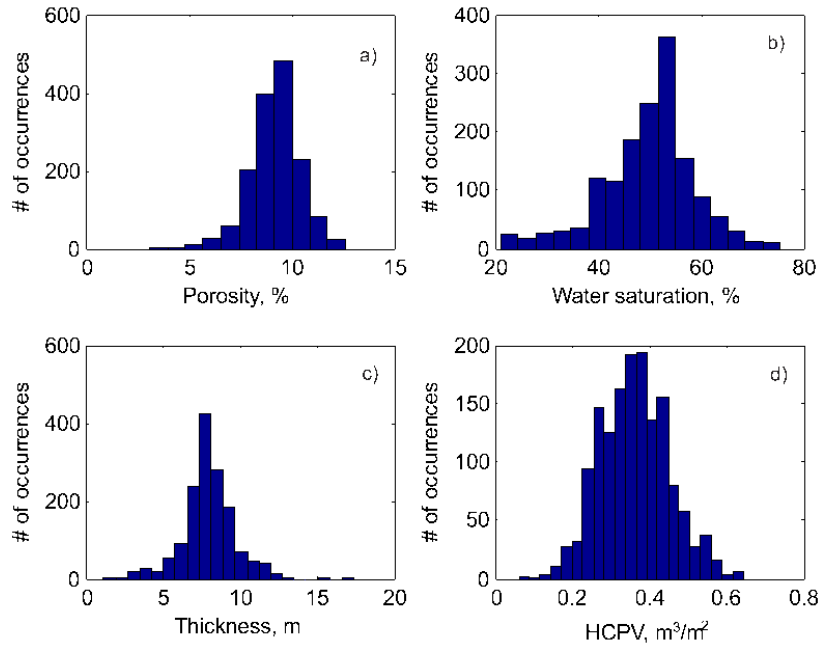 600
400
200
0
# of occurrences
a)
0 5 10 15
Porosity, %
400
300
200
100
0
# of occurrences
b)
20 40 60 80
Water saturation, %
600
400
200
0
# of occurrences
c)
0 5 10 15 20
Thickness, m
200
150
100
50
0
# of occurrences
d)
0 0.2 0.4 0.6 0.8
HCPV, m³/m²